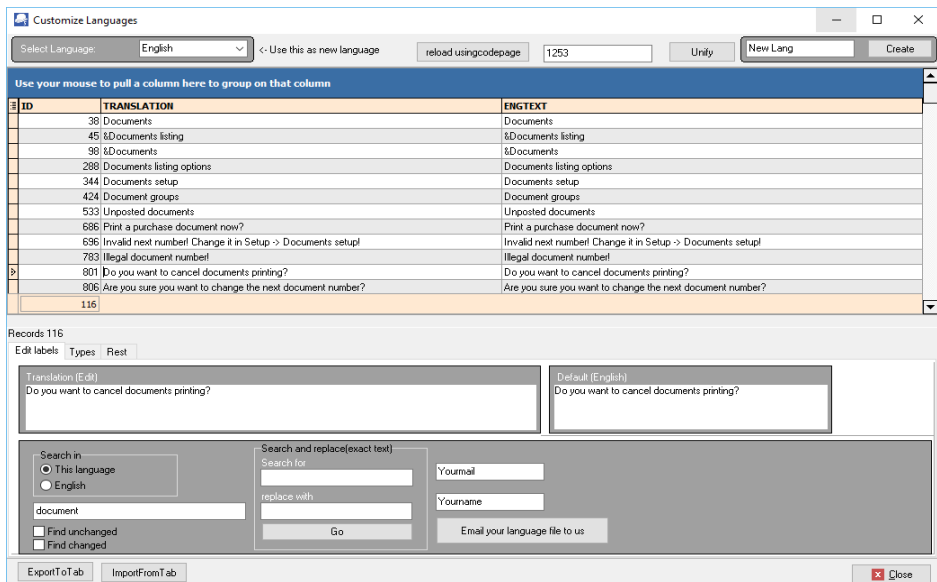 Customize Languages
Select Language: English <- Use this as new language reload usingcodepage 1253 Unify New Lang Create
Use your mouse to pull a column here to group on that column
ID TRANSLATION ENGTEXT
38 Documents Documents
45 &Documents listing &Documents listing
98 &Documents &Documents
288 Documents listing options Documents listing options
344 Documents setup Documents setup
424 Document groups Document groups
533 Unposted documents Unposted documents
686 Print a purchase document now? Print a purchase document now?
696 Invalid next number! Change it in Setup -> Documents setup! Invalid next number! Change it in Setup -> Documents setup!
783 Illegal document number! Illegal document number!
801 Do you want to cancel documents printing? Do you want to cancel documents printing?
806 Are you sure you want to change the next document number? Are you sure you want to change the next document number?
116
Records 116
Edit labels Types Rest
Translation (Edit) Default (English)
Do you want to cancel documents printing? Do you want to cancel documents printing?
Search in
This language
English
document
Find unchanged
Find changed
Search and replace(exact text)
Search for
replace with
Go
Yourmail
Yourname
Email your language file to us
ExportToTab ImportFromTab Close